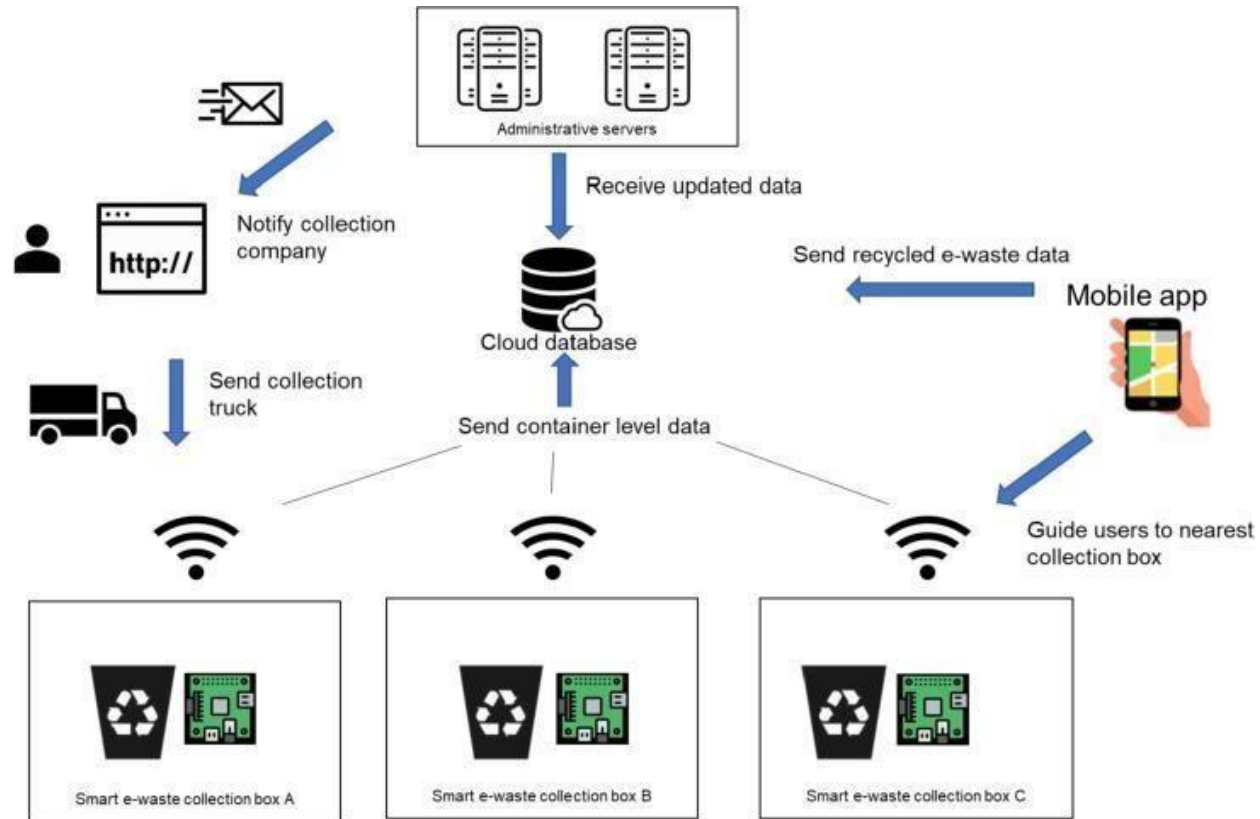 Administrative servers
Receive updated data
Notify collection
company
http://
Send recycled e-waste data
Mobile app
Cloud database
Send collection
truck
Send container level data
Guide users to nearest
collection box
Smart e-waste collection box A
Smart e-waste collection box B
Smart e-waste collection box C